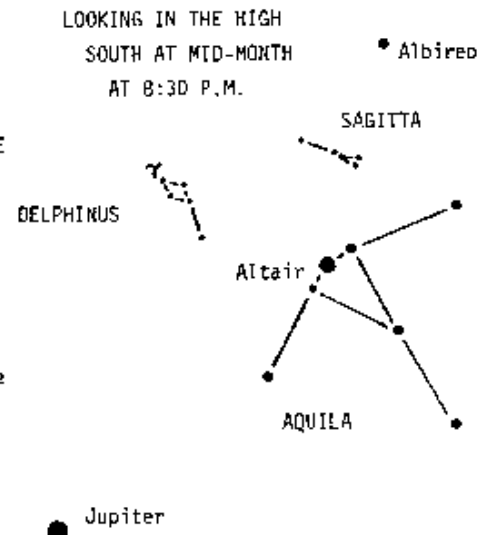 LOOKING IN THE HIGH
SOUTH AT MID-MONTH
AT 8:30 P.M.
Albireo
SAGITTA
DELPHINUS
Altair
AQUILA
Jupiter